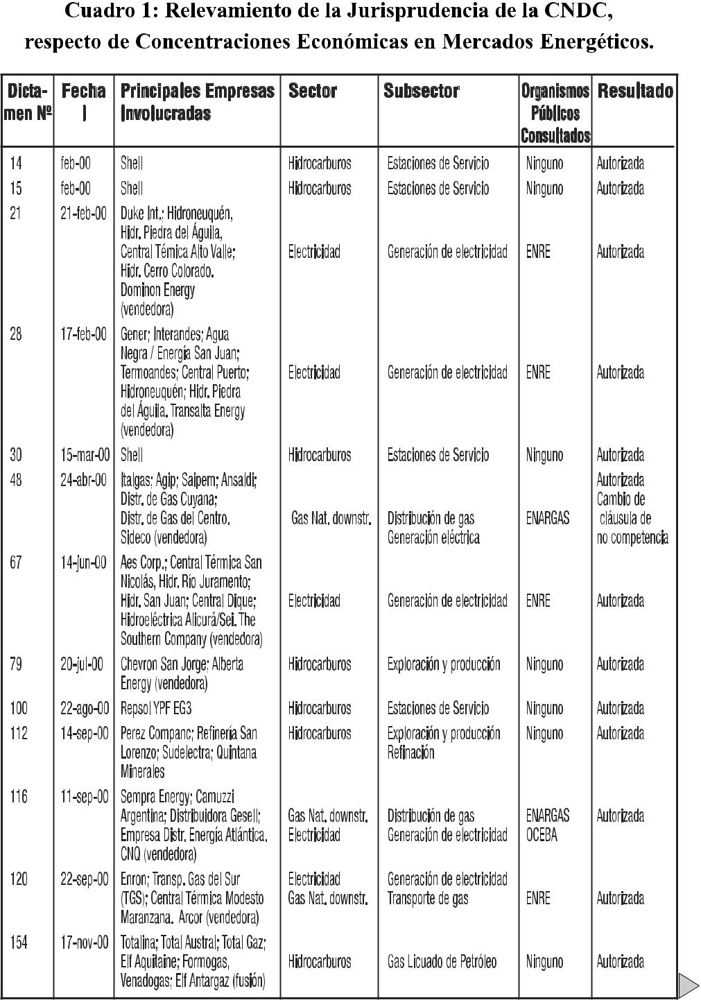 Cuadro 1: Relevamiento de la Jurisprudencia de la CNDC,
respecto de Concentraciones Económicas en Mercados Energéticos.
Dicta- Fecha Principales Empresas Sector Subsector Organismos Resultado
men Nº l Involucradas Públicos
Consultados
14 feb-00 Shell Hidrocarburos Estaciones de Servicio Ninguno Autorizada
15 feb-00 Shell Hidrocarburos Estaciones de Servicio Ninguno Autorizada
21 21-feb-00 Duke Int.; Hidroneuquén,
Hidr. Piedra del Águila,
Central Témica Alto Valle; Electricidad Generación de electricidad ENRE Autorizada
Hidr. Cerro Colorado.
Dominon Energy
(vendedora)
28 17-feb-00 Gener; Interandes; Agua
Negra / Energía San Juan;
Termoandes; Central Puerto; Electricidad Generación de electricidad ENRE Autorizada
Hidroneuquén; Hidr. Piedra
del Águila. Transalta Energy
(vendedora)
30 15-mar-00 Shell Hidrocarburos Estaciones de Servicio Ninguno Autorizada
48 24-abr-00 Italgas; Agip; Saipem; Ansaldi; Autorizada
Distr. de Gas Cuyana; Cambio de
Distr. de Gas del Centro. Gas Nat. downstr. Distribución de gas ENARGAS cláusula de
Sideco (vendedora) Generación eléctrica no competencia
67 14-jun-00 Aes Corp.; Central Térmica San
Nicolás, Hidr. Río Juramento;
Hidr. San Juan; Central Dique; Electricidad Generación de electricidad ENRE Autorizada
Hidroeléctrica Alicurá/Sei. The
Southern Company (vendedora)
79 20-jul-00 Chevron San Jorge; Alberta Hidrocarburos Exploración y producción Ninguno Autorizada
Energy (vendedora)
100 22-ago-00 Repsol YPF EG3 Hidrocarburos Estaciones de Servicio Ninguno Autorizada
112 14-sep-00 Perez Companc; Refinería San Hidrocarburos Exploración y producción Ninguno Autorizada
Lorenzo; Sudelectra; Quintana Refinación
Minerales
116 11-sep-00 Sempra Energy; Camuzzi
Argentina; Distribuidora Gesell; Gas Nat. downstr. Distribución de gas ENARGAS Autorizada
Empresa Distr. Energía Atlántica. Electricidad Generación de electricidad OCEBA
CNQ (vendedora)
120 22-sep-00 Enron; Transp. Gas del Sur Electricidad Generación de electricidad
(TGS); Central Térmica Modesto Gas Nat. downstr. Transporte de gas ENRE Autorizada
Maranzana. Arcor (vendedora)
154 17-nov-00 Totalina; Total Austral; Total Gaz;
Elf Aquitaine; Formogas, Hidrocarburos Gas Licuado de Petróleo Ninguno Autorizada
Venadogas; Elf Antargaz (fusión)